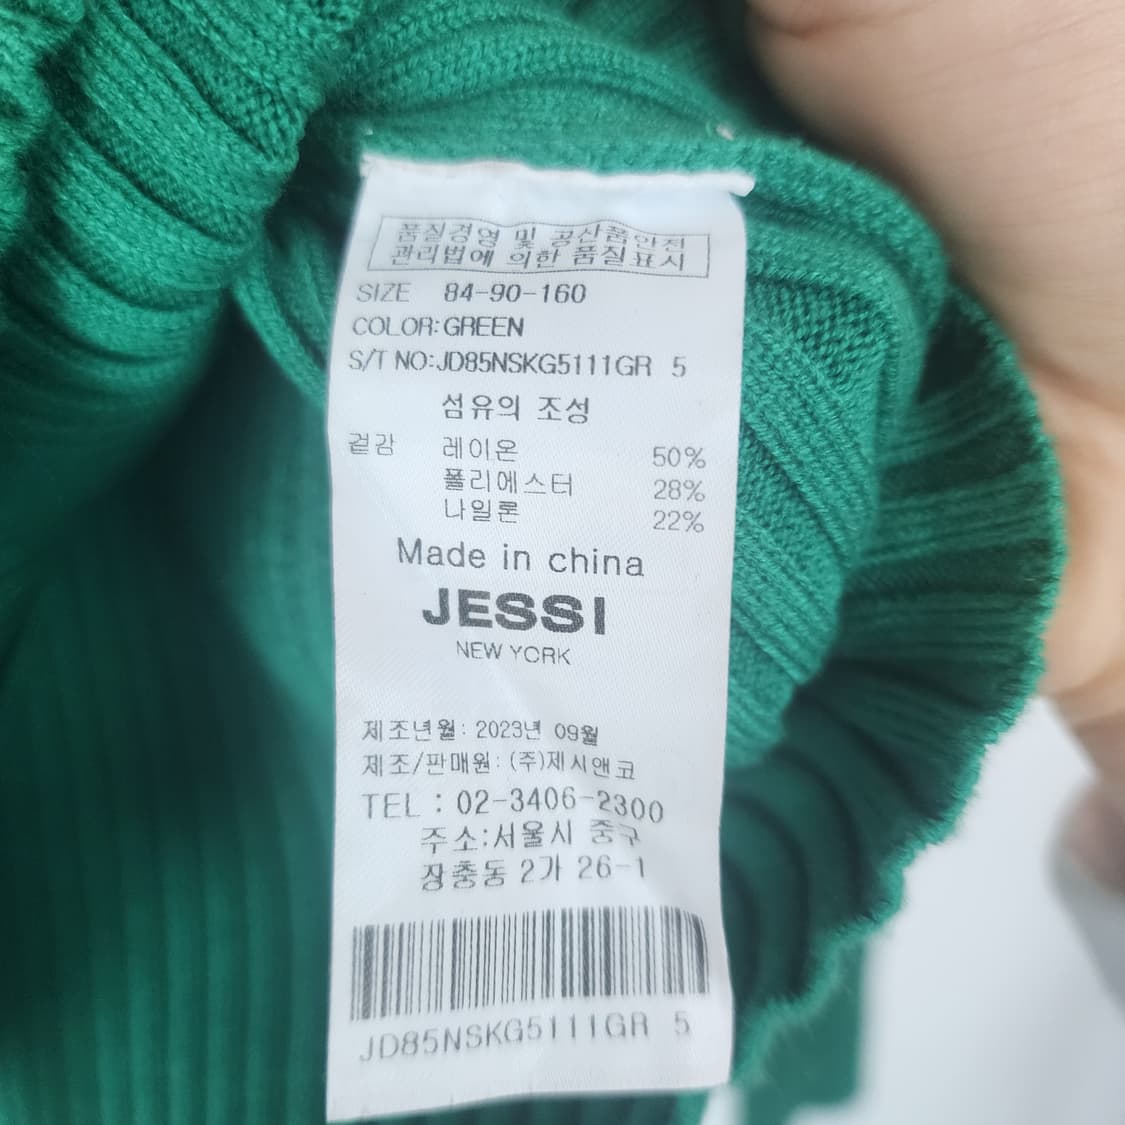 품질경영 및 공산품안전
관리법에 의한 품질표시
SIZE 84-90-160
COLOR:GREEN
S/T NO:JD85NSKG5111GR 5
섬유의 조성
겉감 레이온 50%
폴리에스터 28%
나일론 22%
Made in china
JESSI
NEW YORK
제조년월: 2023년 09월
제조/판매원: (주)제시앤코
TEL : 02-3406-2300
주소:서울시 중구
장충동 2가 26-1
JD85NSKG5111GR 5